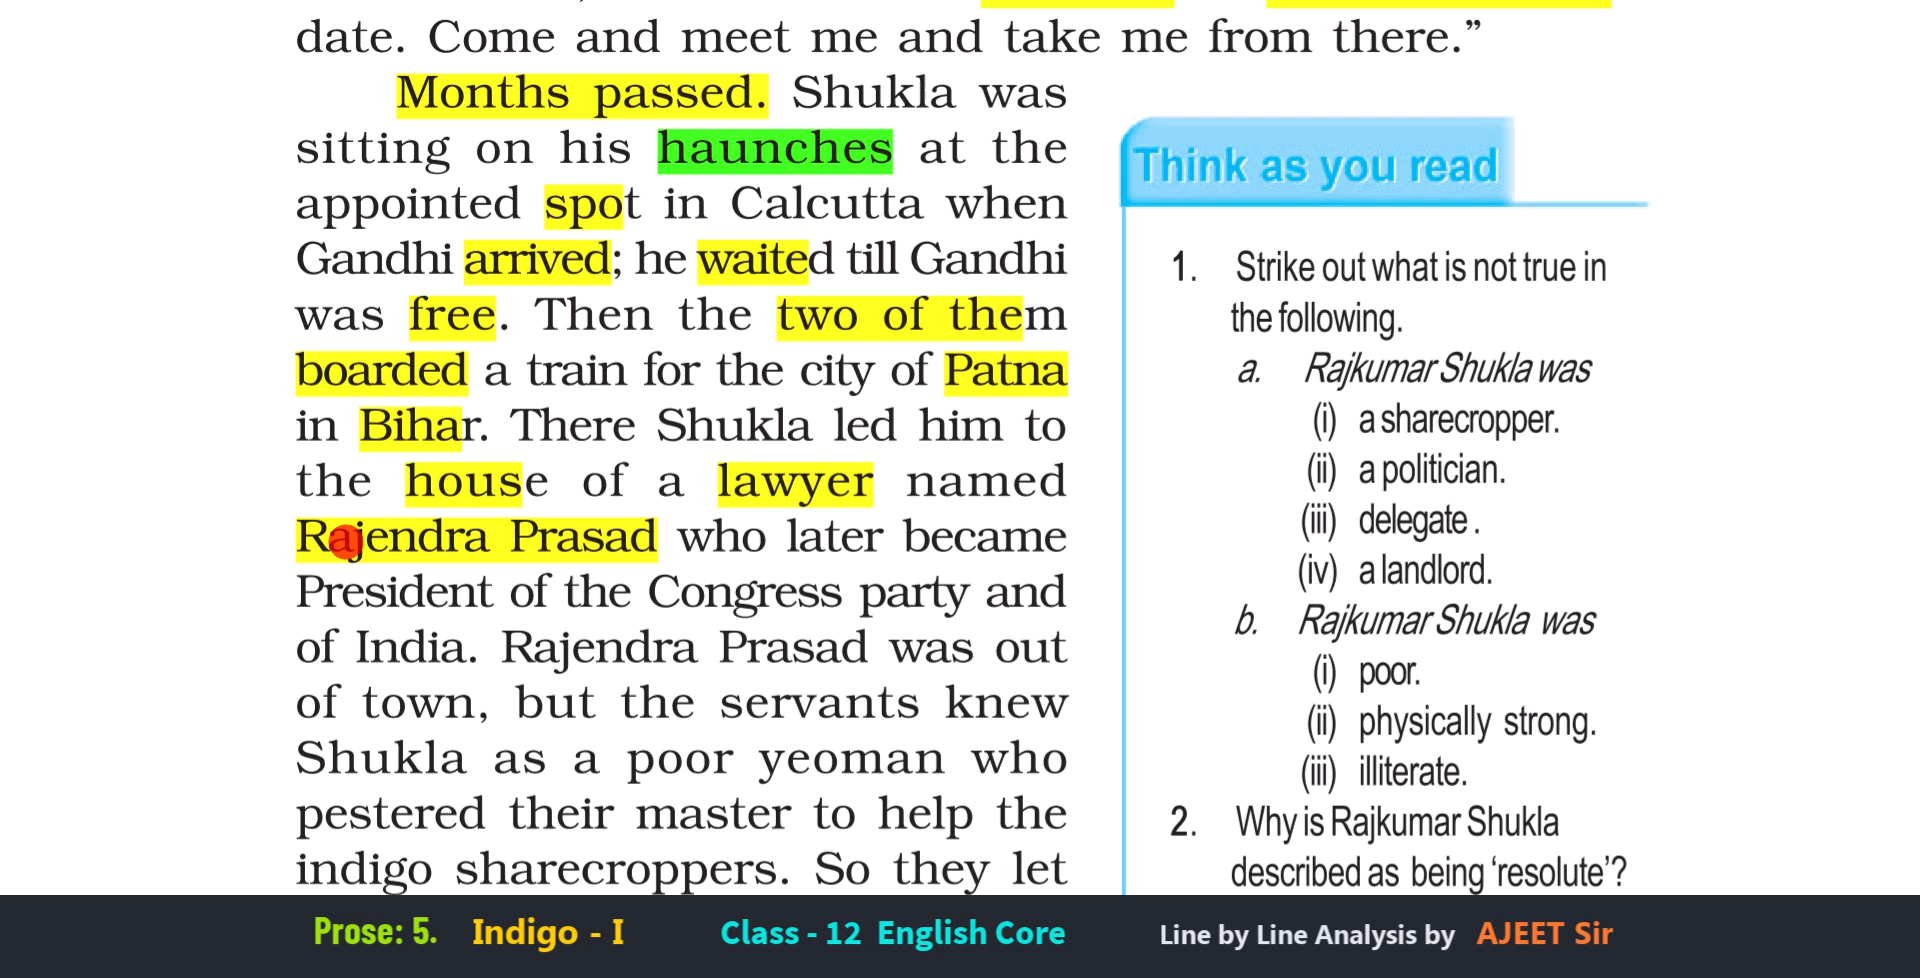 date. Come and meet me and take me from there.”
Months passed. Shukla was
sitting on his haunches at the
appointed spot in Calcutta when
Gandhi arrived; he waited till Gandhi
was free. Then the two of them
boarded a train for the city of Patna
in Bihar. There Shukla led him to
the house of a lawyer named
Rajendra Prasad who later became
President of the Congress party and
of India. Rajendra Prasad was out
of town, but the servants knew
Shukla as a poor yeoman who
pestered their master to help the
indigo sharecroppers. So they let
Think as you read
1. Strike out what is not true in
the following.
a. Rajkumar Shukla was
(i) a sharecropper.
(ii) a politician.
(iii) delegate .
(iv) a landlord.
b. Rajkumar Shukla was
(i) poor.
(ii) physically strong.
(iii) illiterate.
2. Why is Rajkumar Shukla
described as being ‘resolute’?
Prose: 5. Indigo - I Class - 12 English Core Line by Line Analysis by AJEET Sir